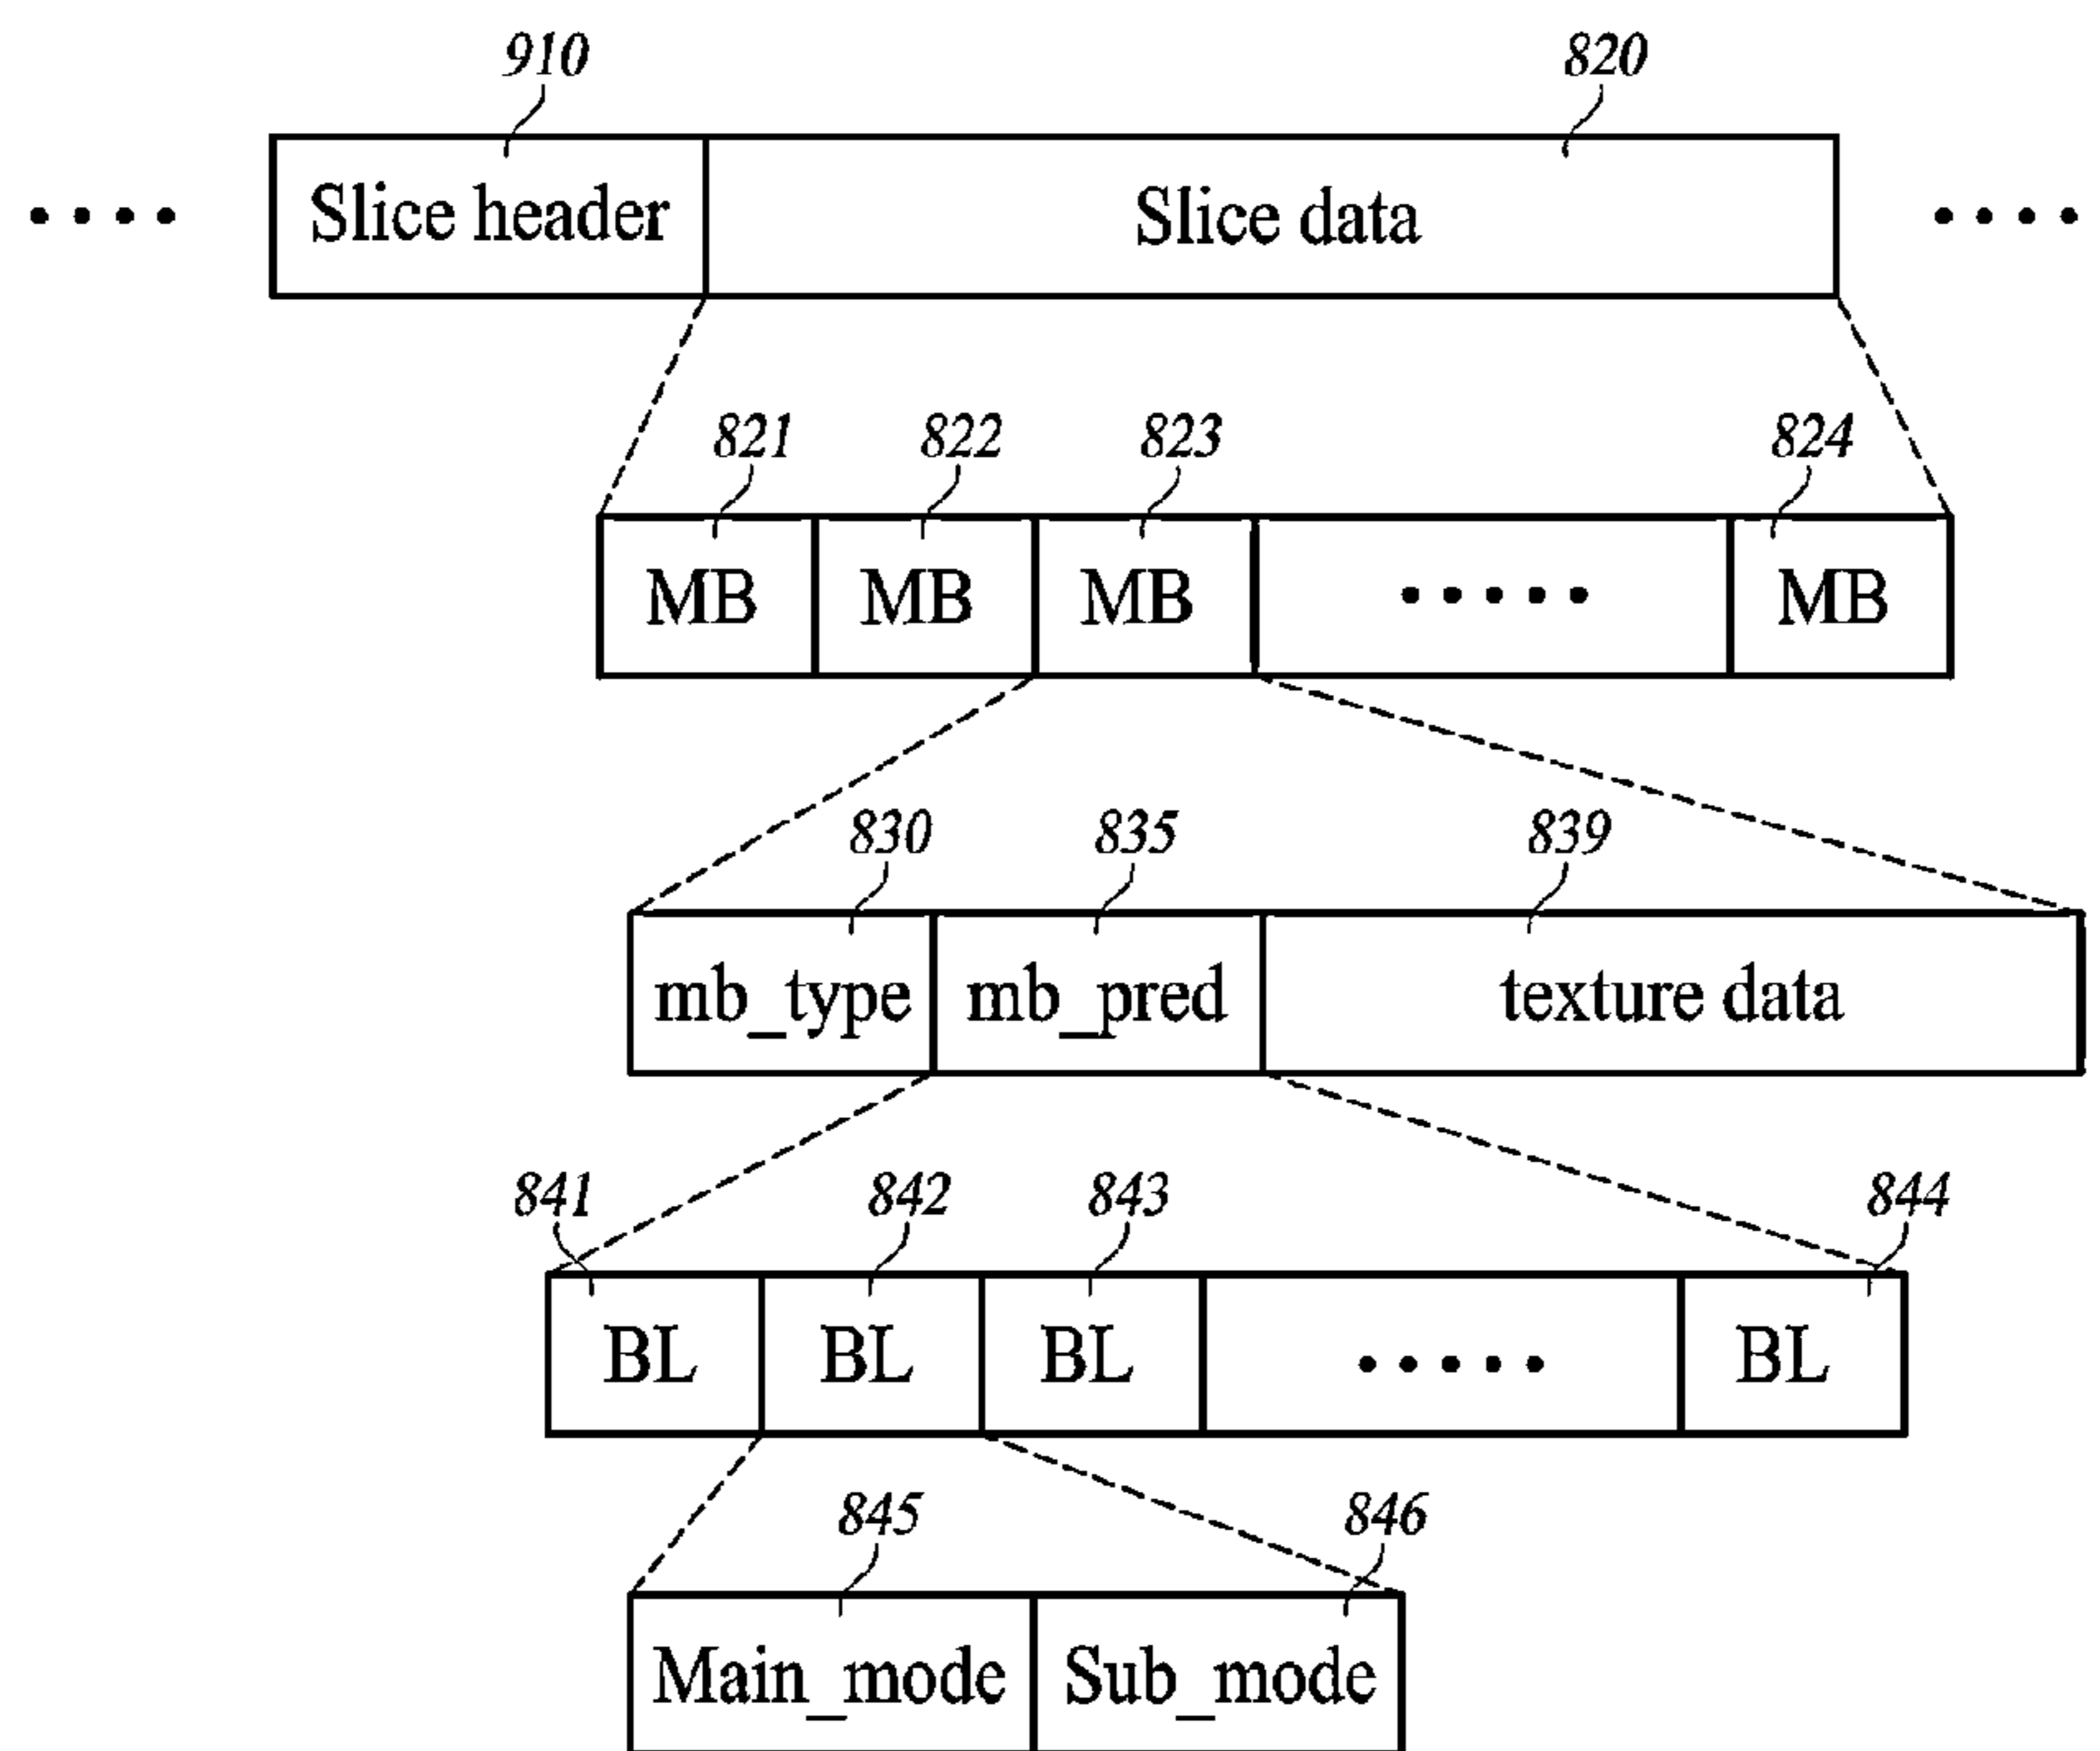 910 820
•••• Slice header Slice data ••••
821 822 823 824
MB MB MB ••••• MB
830 835 839
mb_type mb_pred texture data
841 842 843 844
BL BL BL ••••• BL
845 846
Main_mode Sub_mode